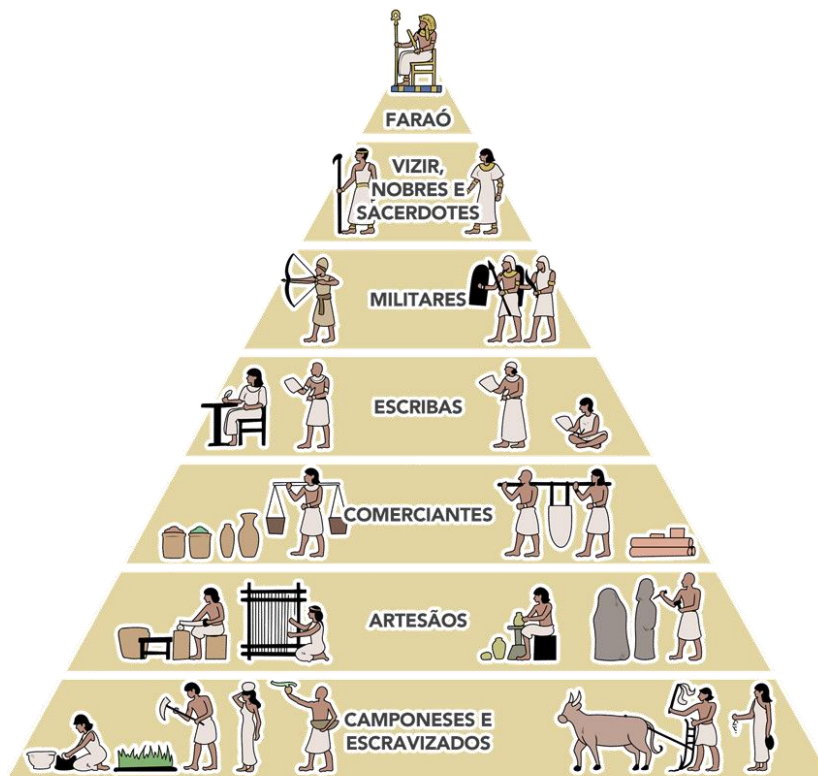 FARAÓ
VIZIR,
NOBRES E
SACERDOTES
MILITARES
ESCRIBAS
COMERCIANTES
ARTESÃOS
CAMPONESES E
ESCRAVIZADOS